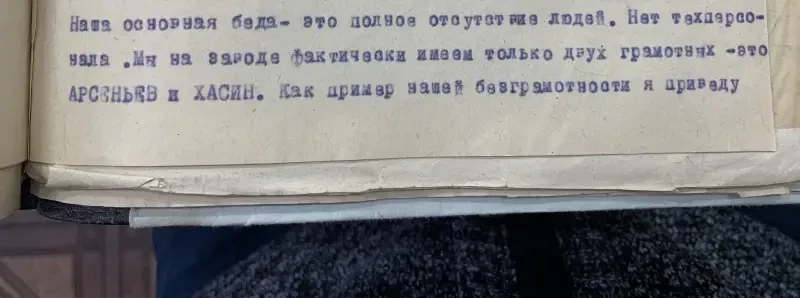 Наша основная беда- это полное отсутствие людей. Нет техперсо-
нала .Мы на заводе фактически имеем только двух грамотных -это
АРСЕНЬЕВ и ХАСИН. Как пример нашей безграмотности я приведу